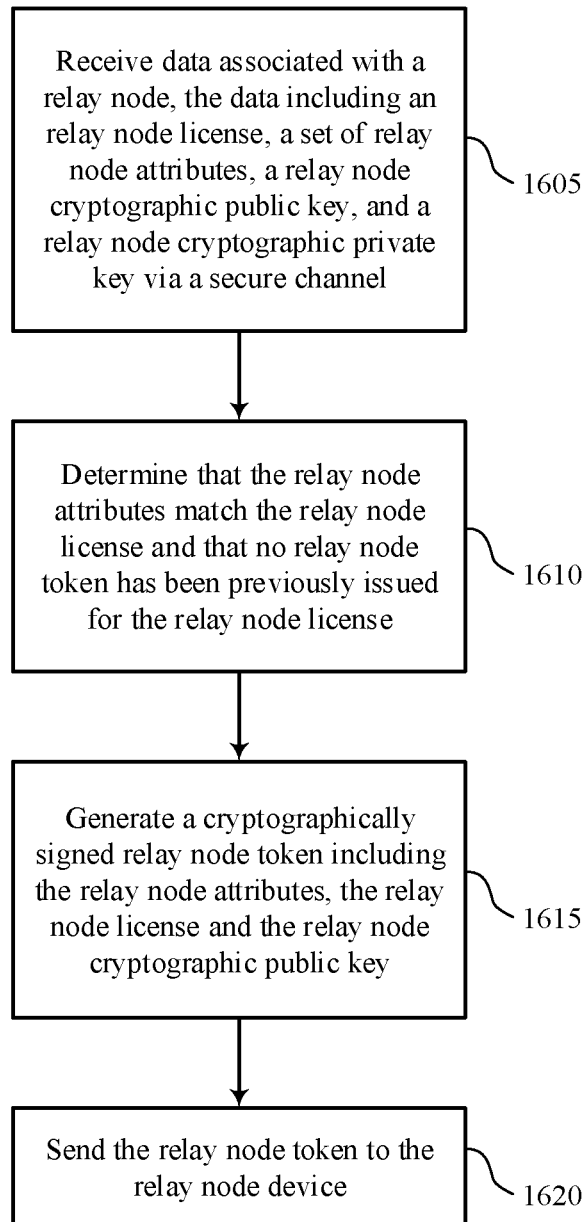 Receive data associated with a
relay node, the data including an
relay node license, a set of relay
node attributes, a relay node
cryptographic public key, and a
relay node cryptographic private
key via a secure channel
1605
Determine that the relay node
attributes match the relay node
license and that no relay node
token has been previously issued
for the relay node license
1610
Generate a cryptographically
signed relay node token including
the relay node attributes, the relay
node license and the relay node
cryptographic public key
1615
Send the relay node token to the
relay node device
1620